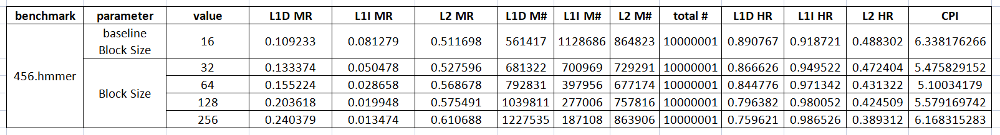 benchmark parameter value L1D MR L1I MR L2 MR L1D M# L1I M# L2 M# total # L1D HR L1I HR L2 HR CPI
456.hmmer baseline Block Size 16 0.109233 0.081279 0.511698 561417 1128686 864823 10000001 0.890767 0.918721 0.488302 6.338176266
Block Size 32 0.133374 0.050478 0.527596 681322 700969 729291 10000001 0.866626 0.949522 0.472404 5.475829152
64 0.155224 0.028658 0.568678 792831 397956 677174 10000001 0.844776 0.971342 0.431322 5.10034179
128 0.203618 0.019948 0.575491 1039811 277006 757816 10000001 0.796382 0.980052 0.424509 5.579169742
256 0.240379 0.013474 0.610688 1227535 187108 863906 10000001 0.759621 0.986526 0.389312 6.168315283